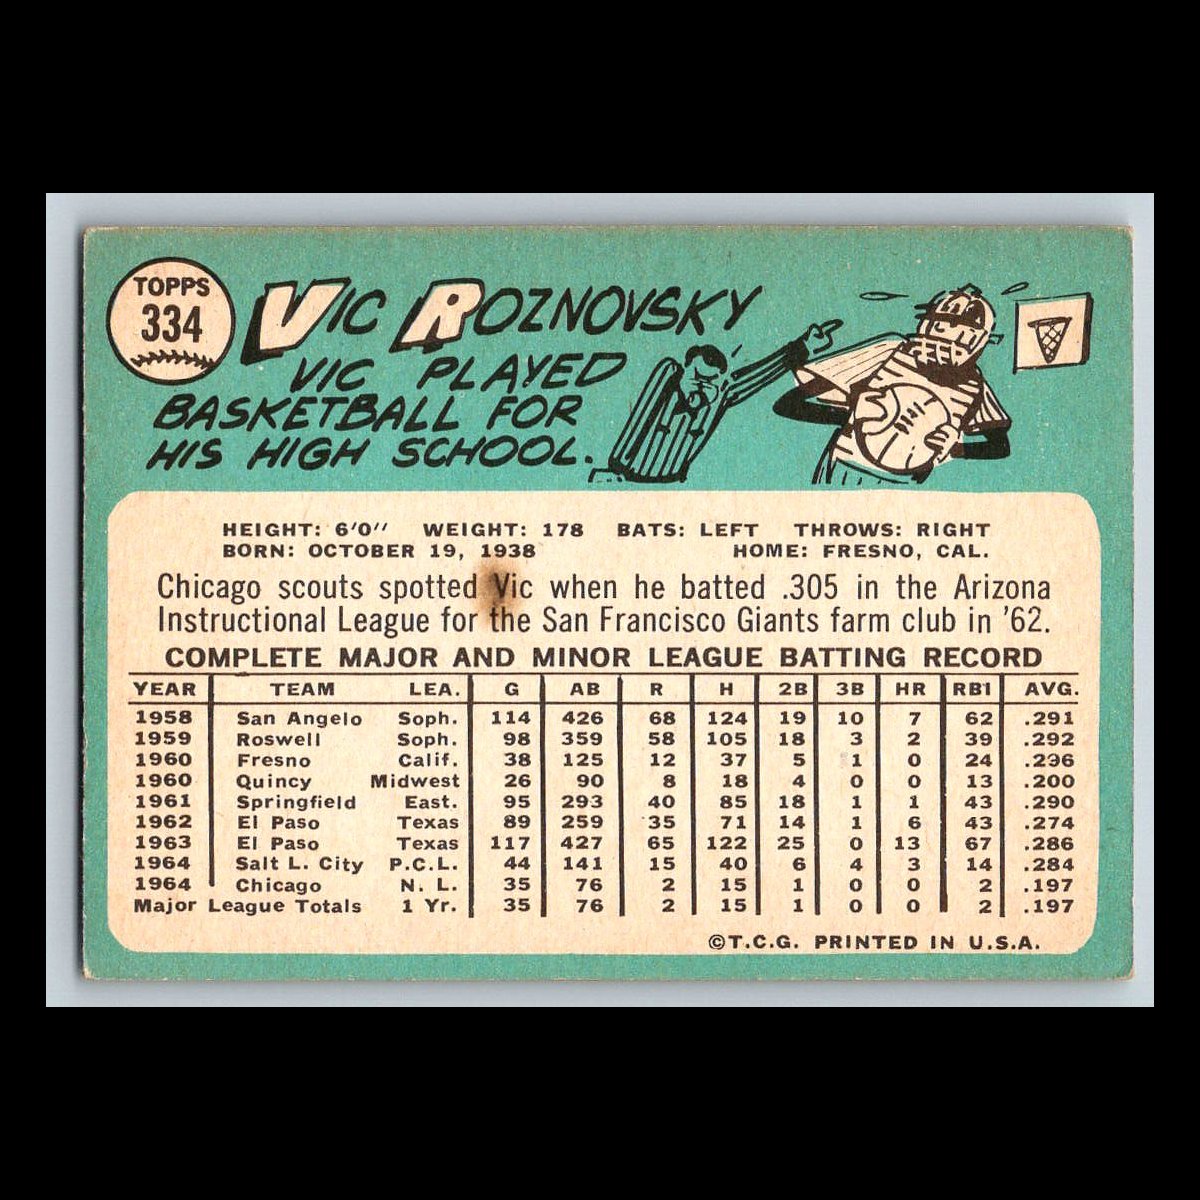 TOPPS
334
VIC ROZNOVSKY
VIC PLAYED
BASKETBALL FOR
HIS HIGH SCHOOL.
HEIGHT: 6'0" WEIGHT: 178 BATS: LEFT THROWS: RIGHT
BORN: OCTOBER 19, 1938 HOME: FRESNO, CAL.
Chicago scouts spotted Vic when he batted .305 in the Arizona
Instructional League for the San Francisco Giants farm club in '62.
COMPLETE MAJOR AND MINOR LEAGUE BATTING RECORD
YEAR TEAM LEA. G AB R H 2B 3B HR RBI AVG.
1958 San Angelo Soph. 114 426 68 124 19 10 7 62 .291
1959 Roswell Soph. 98 359 58 105 18 3 2 39 .292
1960 Fresno Calif. 38 125 12 37 5 1 0 24 .296
1960 Quincy Midwest 26 90 8 18 4 0 0 13 .200
1961 Springfield East. 95 293 40 85 18 1 1 43 .290
1962 El Paso Texas 89 259 35 71 14 1 6 43 .274
1963 El Paso Texas 117 427 65 122 25 0 13 67 .286
1964 Salt L. City P.C.L. 44 141 15 40 6 4 3 14 .284
1964 Chicago N. L. 35 76 2 15 1 0 0 2 .197
Major League Totals 1 Yr. 35 76 2 15 1 0 0 2 .197
©T.C.G. PRINTED IN U.S.A.